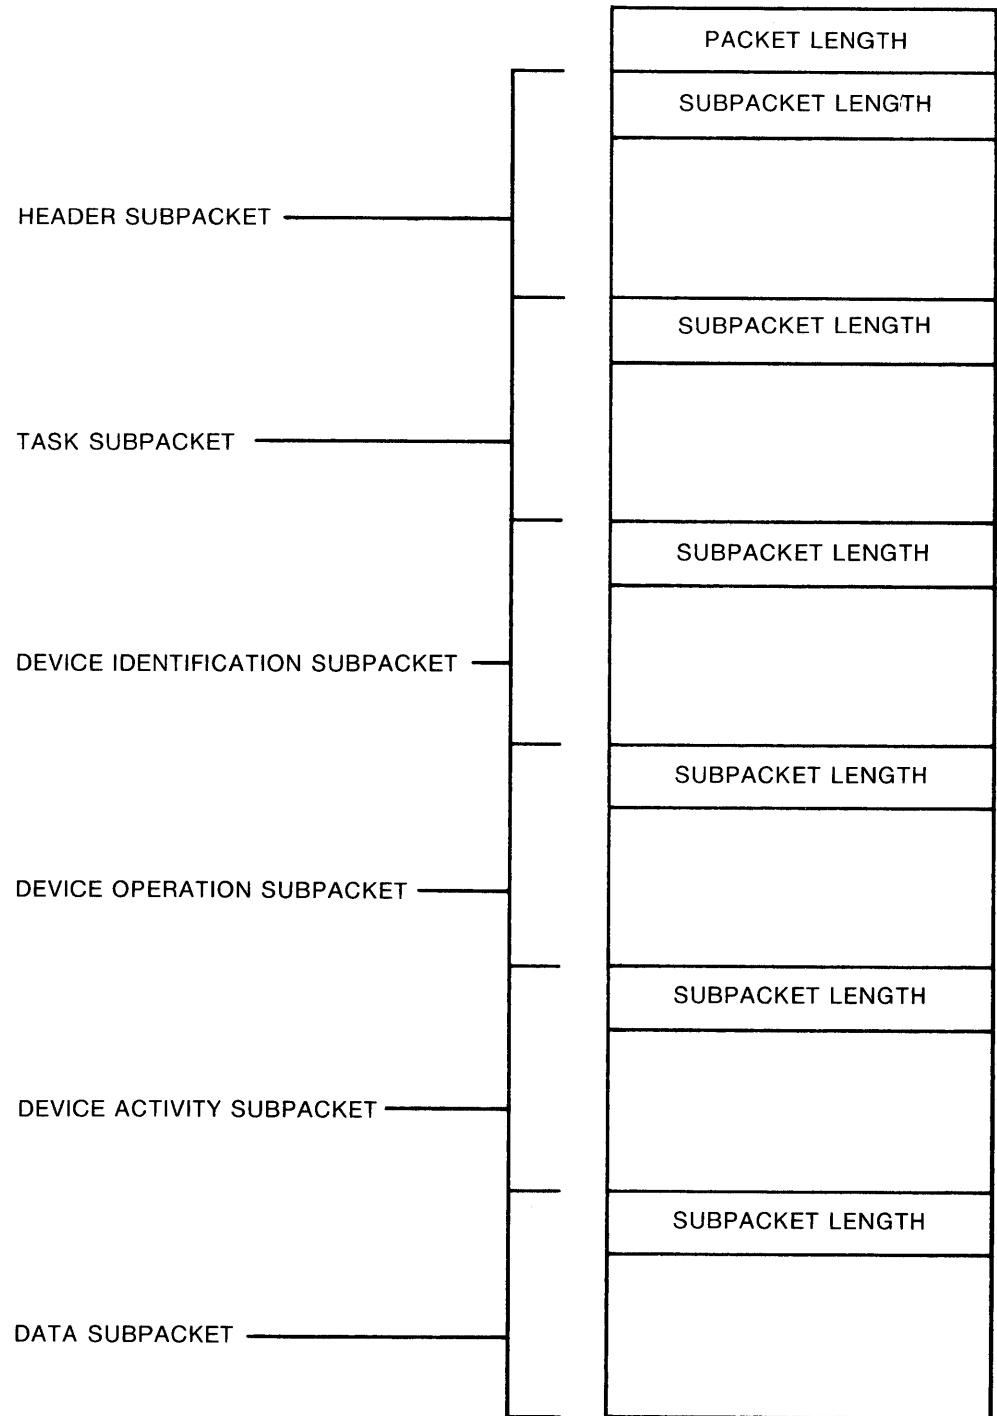 PACKET LENGTH
SUBPACKET LENGTH
HEADER SUBPACKET
SUBPACKET LENGTH
TASK SUBPACKET
SUBPACKET LENGTH
DEVICE IDENTIFICATION SUBPACKET
SUBPACKET LENGTH
DEVICE OPERATION SUBPACKET
SUBPACKET LENGTH
DEVICE ACTIVITY SUBPACKET
SUBPACKET LENGTH
DATA SUBPACKET